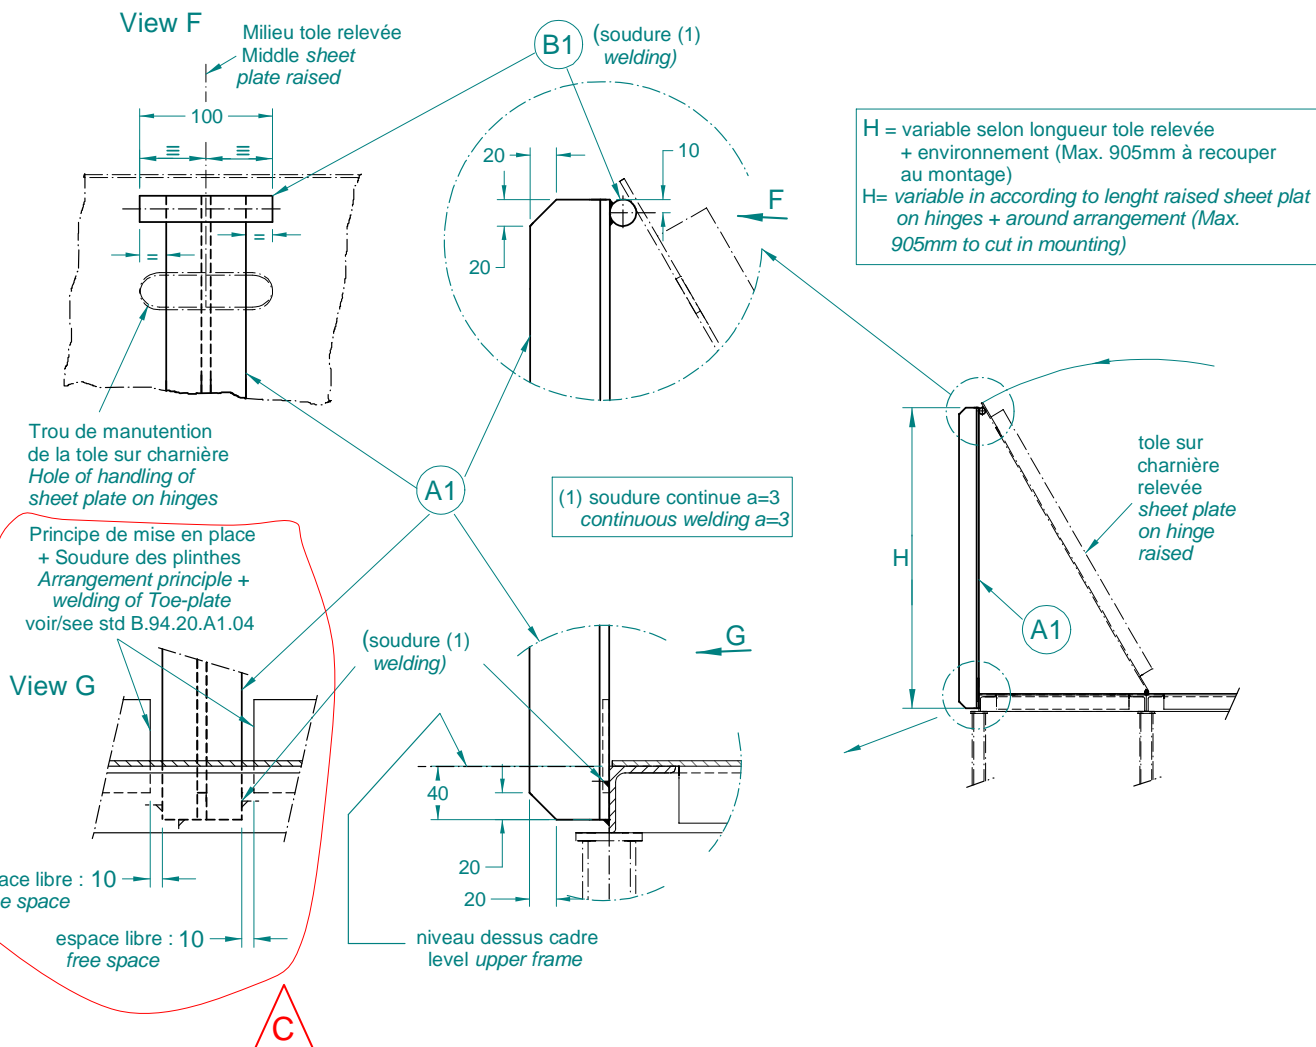 View F
Milieu tole relevée
Middle sheet
plate raised
100
≡ ≡
=
=
Trou de manutention
de la tole sur charnière
Hole of handling of
sheet plate on hinges
B1
(soudure (1)
welding)
20
10
20
F
H = variable selon longueur tole relevée
+ environnement (Max. 905mm à recouper
au montage)
H= variable in according to lenght raised sheet plat
on hinges + around arrangement (Max.
905mm to cut in mounting)
A1
(1) soudure continue a=3
continuous welding a=3
tole sur
charnière
relevée
sheet plate
on hinge
raised
H
A1
Principe de mise en place
+ Soudure des plinthes
Arrangement principle +
welding of Toe-plate
voir/see std B.94.20.A1.04
View G
ace libre : 10
e space
espace libre : 10
free space
C
(soudure (1)
welding)
G
40
20
20
niveau dessus cadre
level upper frame